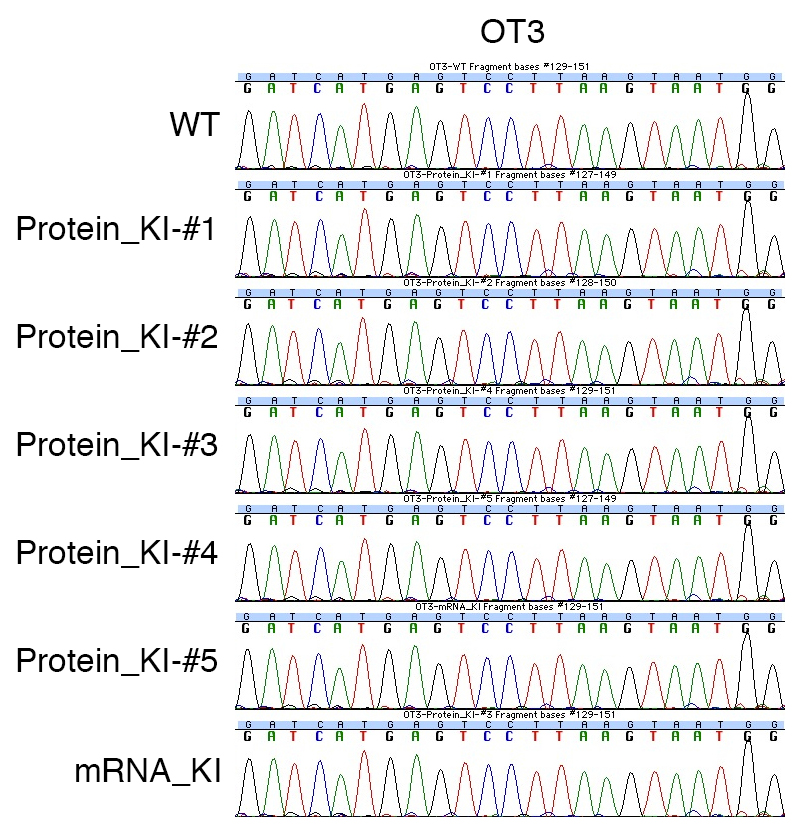 OT3
OT3-WT Fragment bases #129-151
G A T C A T G A G T C C T T A A G T A A T G G
G A T C A T G A G T C C T T A A G T A A T G G
WT
OT3-Protein_KI-#1 Fragment bases #127-149
G A T C A T G A G T C C T T A A G T A A T G G
G A T C A T G A G T C C T T A A G T A A T G G
Protein_KI-#1
OT3-Protein_KI-#2 Fragment bases #128-150
G A T C A T G A G T C C T T A A G T A A T G G
G A T C A T G A G T C C T T A A G T A A T G G
Protein_KI-#2
OT3-Protein_KI-#4 Fragment bases #129-151
G A T C A T G A G T C C T T A A G T A A T G G
G A T C A T G A G T C C T T A A G T A A T G G
Protein_KI-#3
OT3-Protein_KI-#5 Fragment bases #127-149
G A T C A T G A G T C C T T A A G T A A T G G
G A T C A T G A G T C C T T A A G T A A T G G
Protein_KI-#4
OT3-mRNA_KI Fragment bases #129-151
G A T C A T G A G T C C T T A A G T A A T G G
G A T C A T G A G T C C T T A A G T A A T G G
Protein_KI-#5
OT3-Protein_KI-#3 Fragment bases #129-151
G A T C A T G A G T C C T T A A G T A A T G G
G A T C A T G A G T C C T T A A G T A A T G G
mRNA_KI